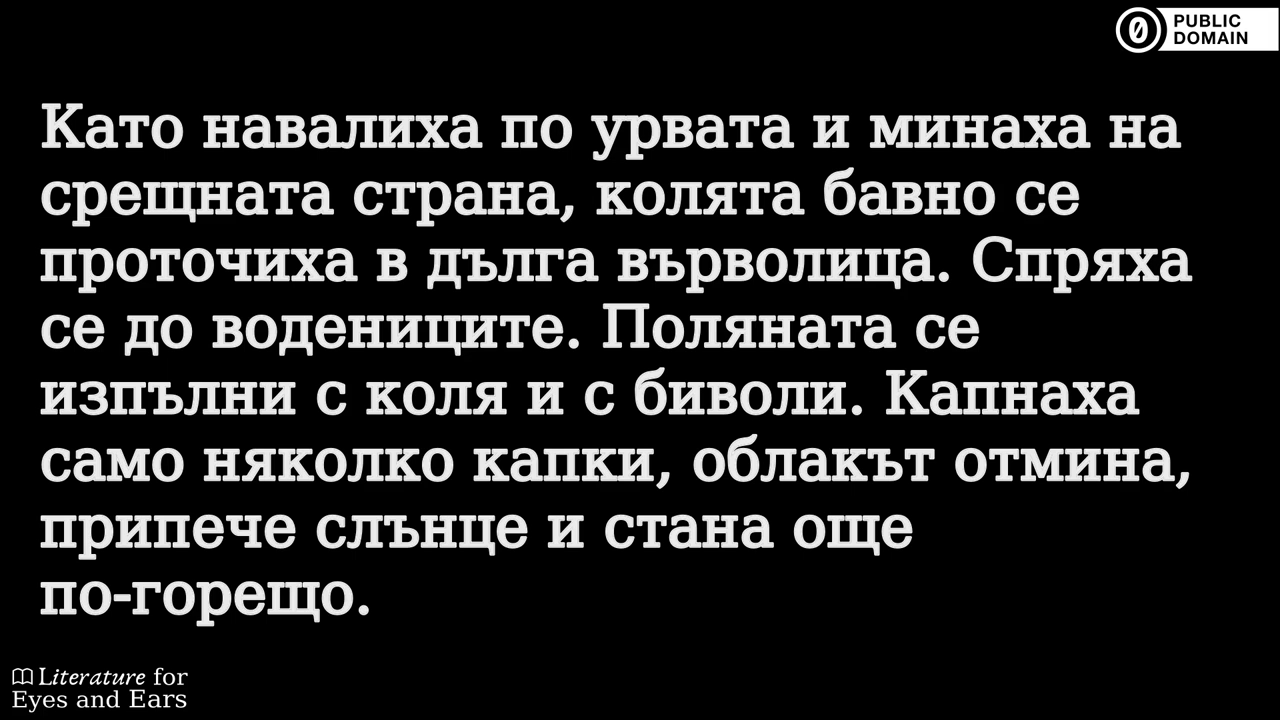 PUBLIC
DOMAIN
Като навалиха по урвата и минаха на
срещната страна, колята бавно се
проточиха в дълга върволица. Спряха
се до водениците. Поляната се
изпълни с коля и с биволи. Капнаха
само няколко капки, облакът отмина,
припече слънце и стана още
по-горещо.
Literature for
Eyes and Ears